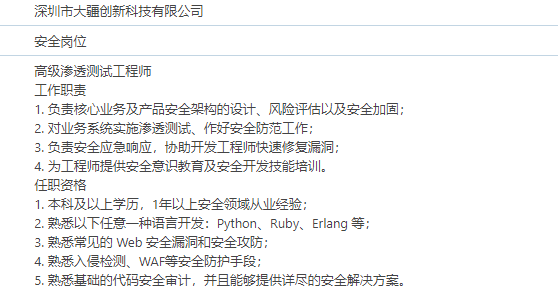 深圳市大疆创新科技有限公司
安全岗位
高级渗透测试工程师
工作职责
1. 负责核心业务及产品安全架构的设计、风险评估以及安全加固；
2. 对业务系统实施渗透测试、作好安全防范工作；
3. 负责安全应急响应，协助开发工程师快速修复漏洞；
4. 为工程师提供安全意识教育及安全开发技能培训。
任职资格
1. 本科及以上学历，1年以上安全领域从业经验；
2. 熟悉以下任意一种语言开发：Python、Ruby、Erlang 等；
3. 熟悉常见的 Web 安全漏洞和安全攻防；
4. 熟悉入侵检测、WAF等安全防护手段；
5. 熟悉基础的代码安全审计，并且能够提供详尽的安全解决方案。